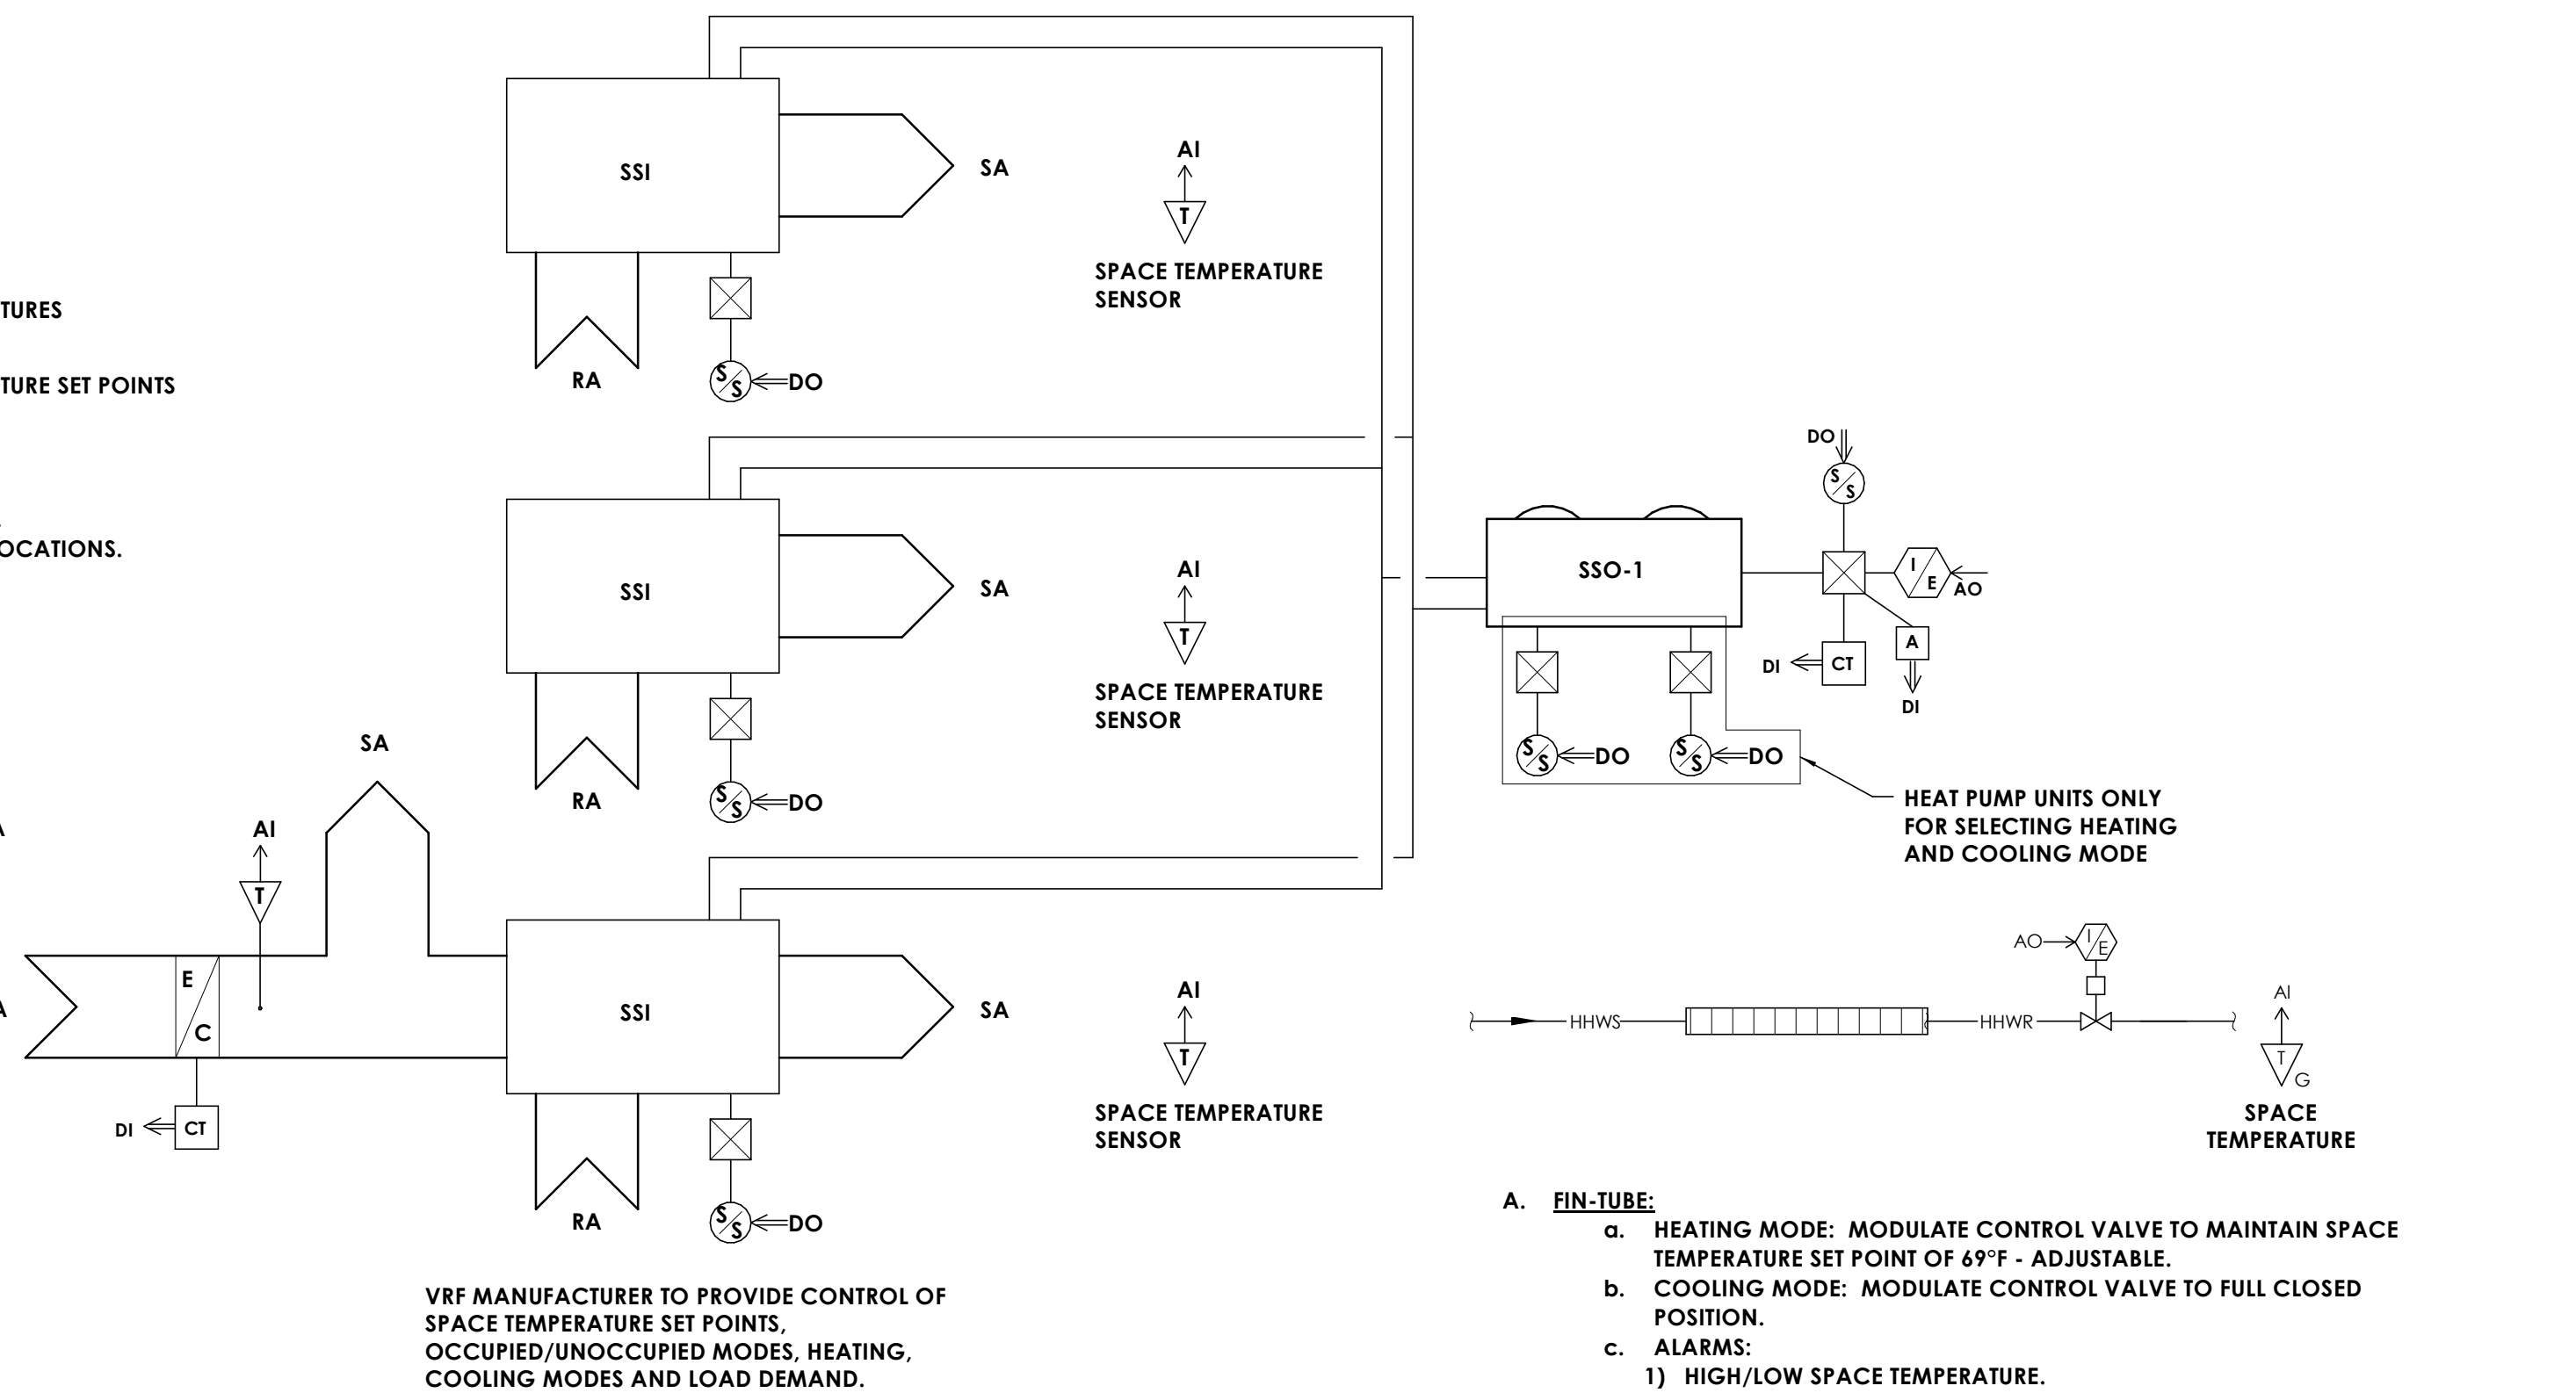 SSI
SA
AI
T
SPACE TEMPERATURE
SENSOR
TURES
RA
S/S
DO
TURE SET POINTS
DO
S/S
OCATIONS.
SSI
SA
AI
T
SPACE TEMPERATURE
SENSOR
SSO-1
I/E
AO
A
CT
DI
DI
S/S
DO
S/S
DO
HEAT PUMP UNITS ONLY
FOR SELECTING HEATING
AND COOLING MODE
RA
S/S
DO
SA
A
AI
T
A
E
C
CT
DI
SSI
SA
AI
T
SPACE TEMPERATURE
SENSOR
RA
S/S
DO
AO
I/E
HHWS
HHWR
AI
T
G
SPACE
TEMPERATURE
VRF MANUFACTURER TO PROVIDE CONTROL OF
SPACE TEMPERATURE SET POINTS,
OCCUPIED/UNOCCUPIED MODES, HEATING,
COOLING MODES AND LOAD DEMAND.
A. FIN-TUBE:
a. HEATING MODE: MODULATE CONTROL VALVE TO MAINTAIN SPACE
TEMPERATURE SET POINT OF 69°F - ADJUSTABLE.
b. COOLING MODE: MODULATE CONTROL VALVE TO FULL CLOSED
POSITION.
c. ALARMS:
1) HIGH/LOW SPACE TEMPERATURE.